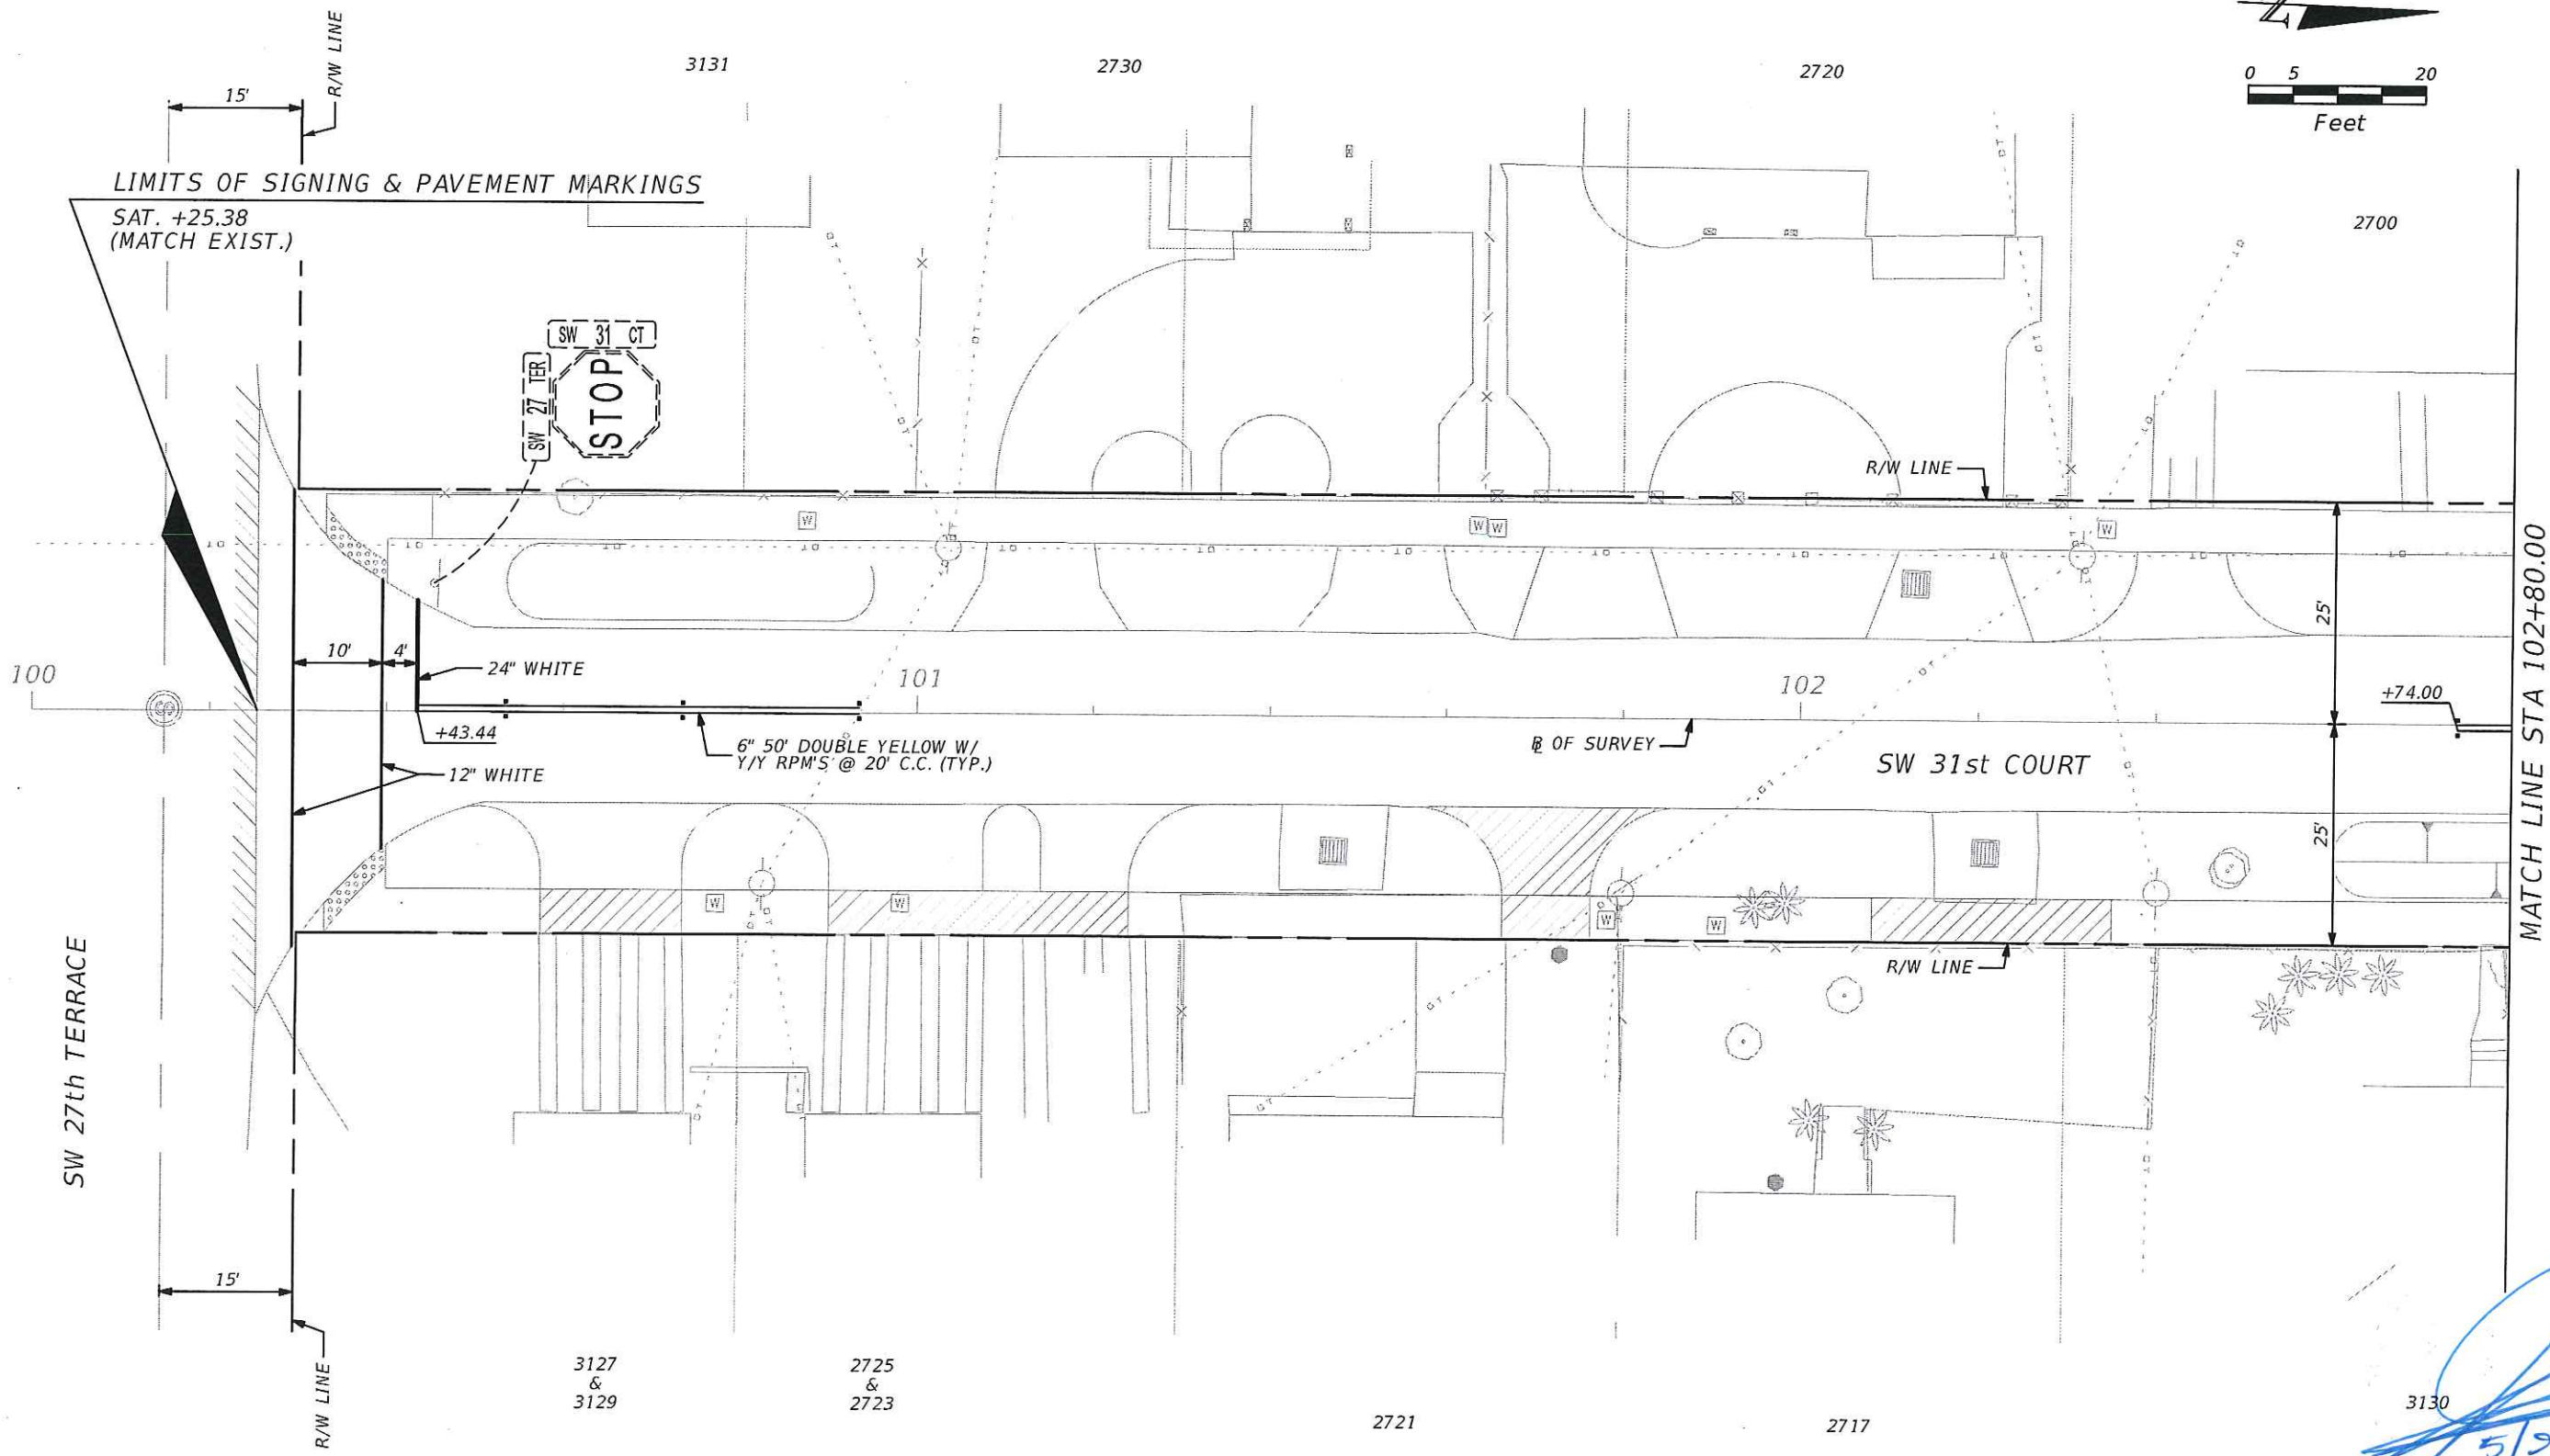 R/W LINE
3131
2730
2720
0 5 20
Feet
15'
LIMITS OF SIGNING & PAVEMENT MARKINGS
SAT. +25.38
(MATCH EXIST.)
2700
SW 31 CT
SW 27 TER
STOP
R/W LINE
W
W W
W
25'
10'
4'
24" WHITE
100
101
102
+74.00
S
+43.44
6" 50' DOUBLE YELLOW W/
Y/Y RPM'S @ 20' C.C. (TYP.)
12" WHITE
B OF SURVEY
SW 31st COURT
25'
MATCH LINE STA 102+80.00
W
W
W
W
R/W LINE
SW 27th TERRACE
15'
R/W LINE
3127
&
3129
2725
&
2723
2721
2717
3130